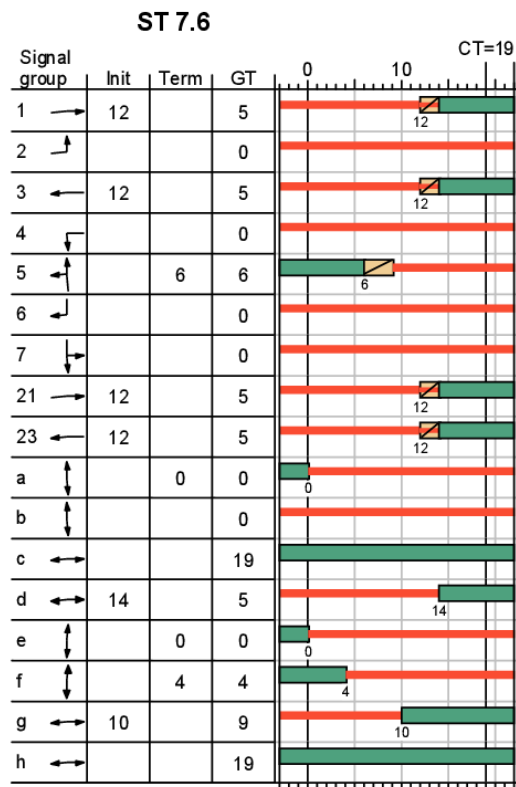 ST 7.6
CT=19
Signal group Init Term GT 0 10
1 12 5 12
2 0
3 12 5 12
4 0
5 6 6 6
6 0
7 0
21 12 5 12
23 12 5 12
a 0 0 0
b 0
c 19
d 14 5 14
e 0 0 0
f 4 4 4
g 10 9 10
h 19